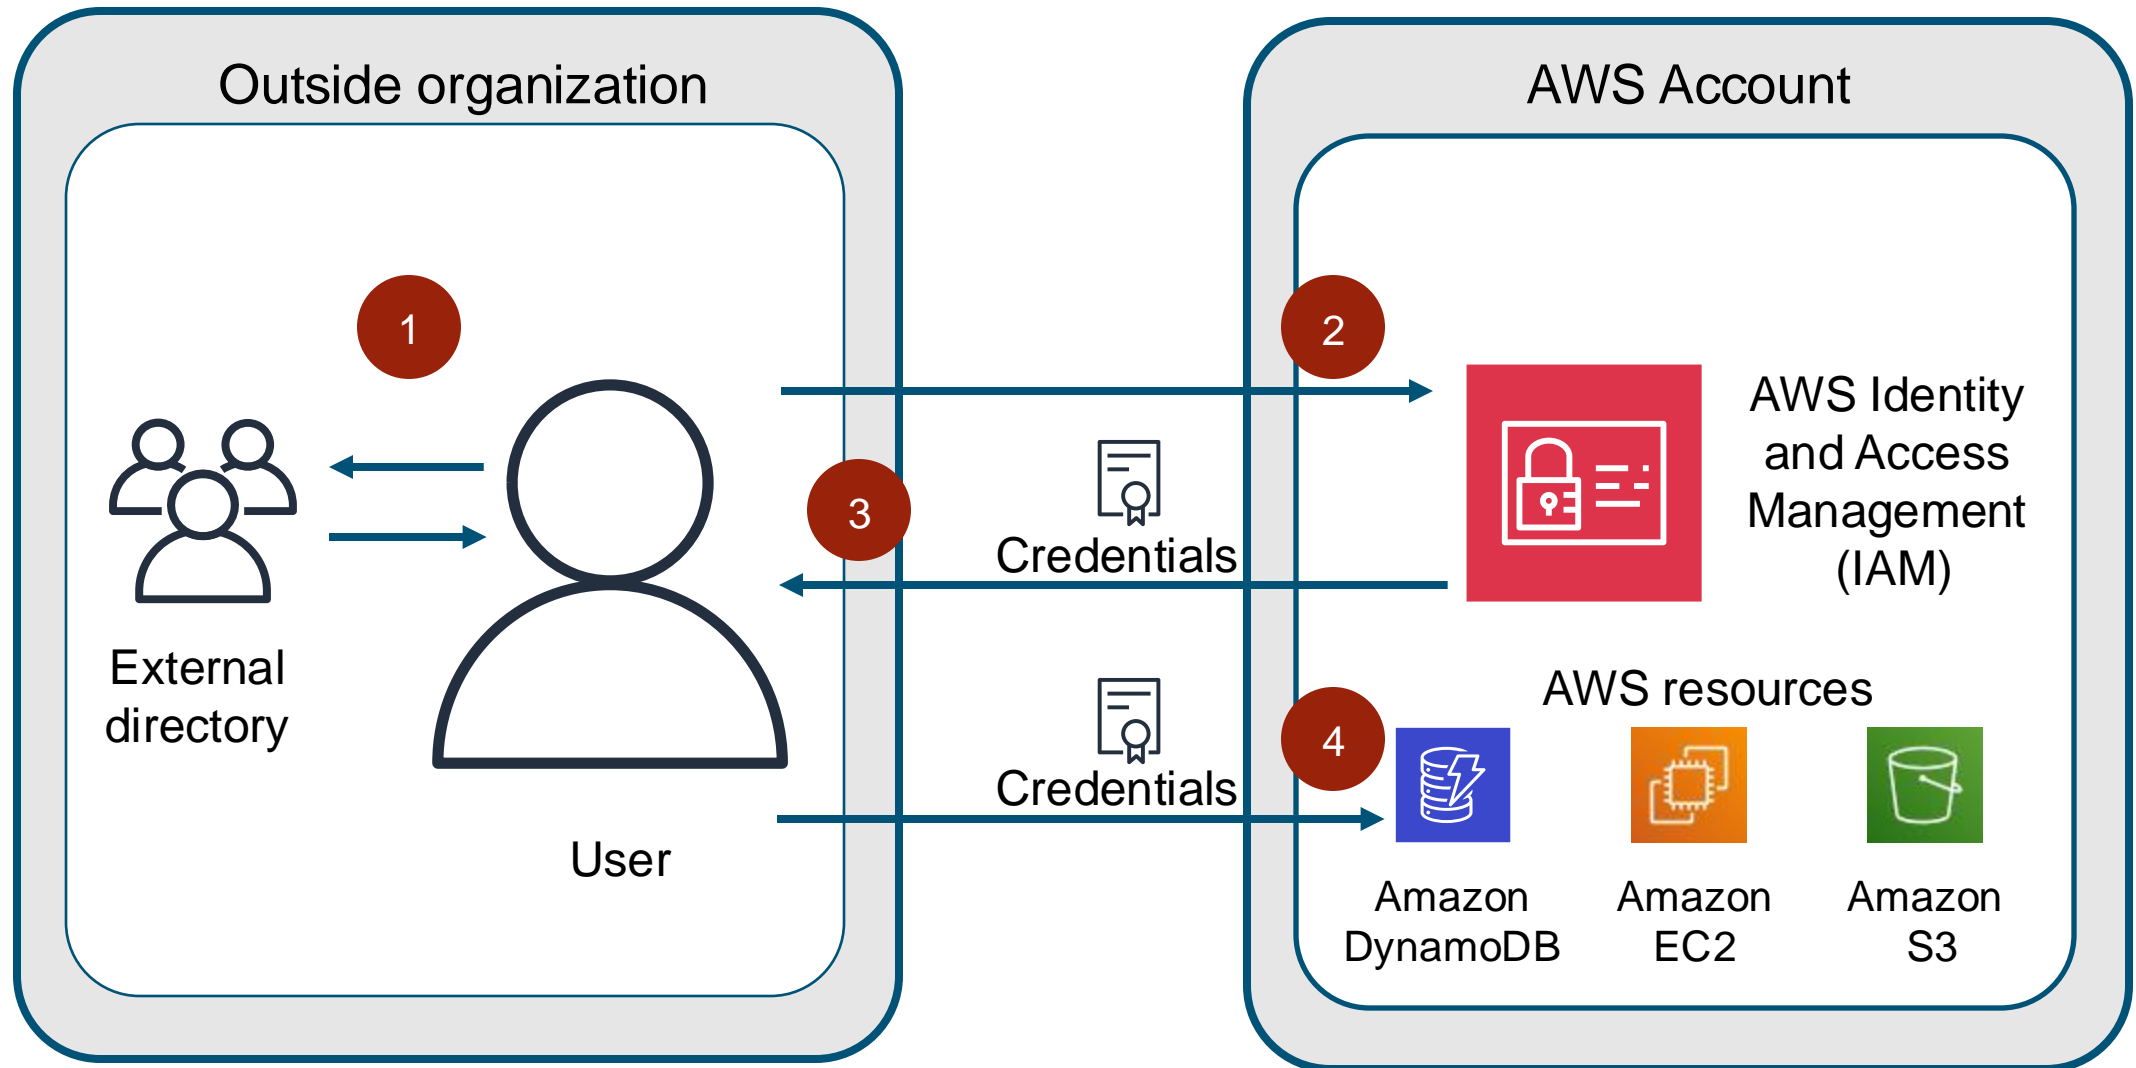 Outside organization
1
External
directory
User
3
Credentials
Credentials
AWS Account
2
AWS Identity
and Access
Management
(IAM)
AWS resources
4
Amazon
DynamoDB
Amazon
EC2
Amazon
S3